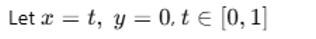 Let x = t, y = 0, t ∈ [0, 1]